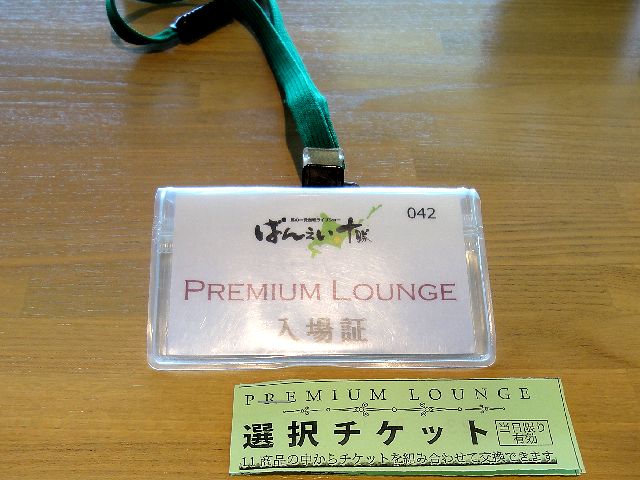 042
ばんえい十勝
PREMIUM LOUNGE
入場証
PREMIUM LOUNGE
選択チケット
当日限り
有効
11商品の中からチケットを組み合わせて交換できます